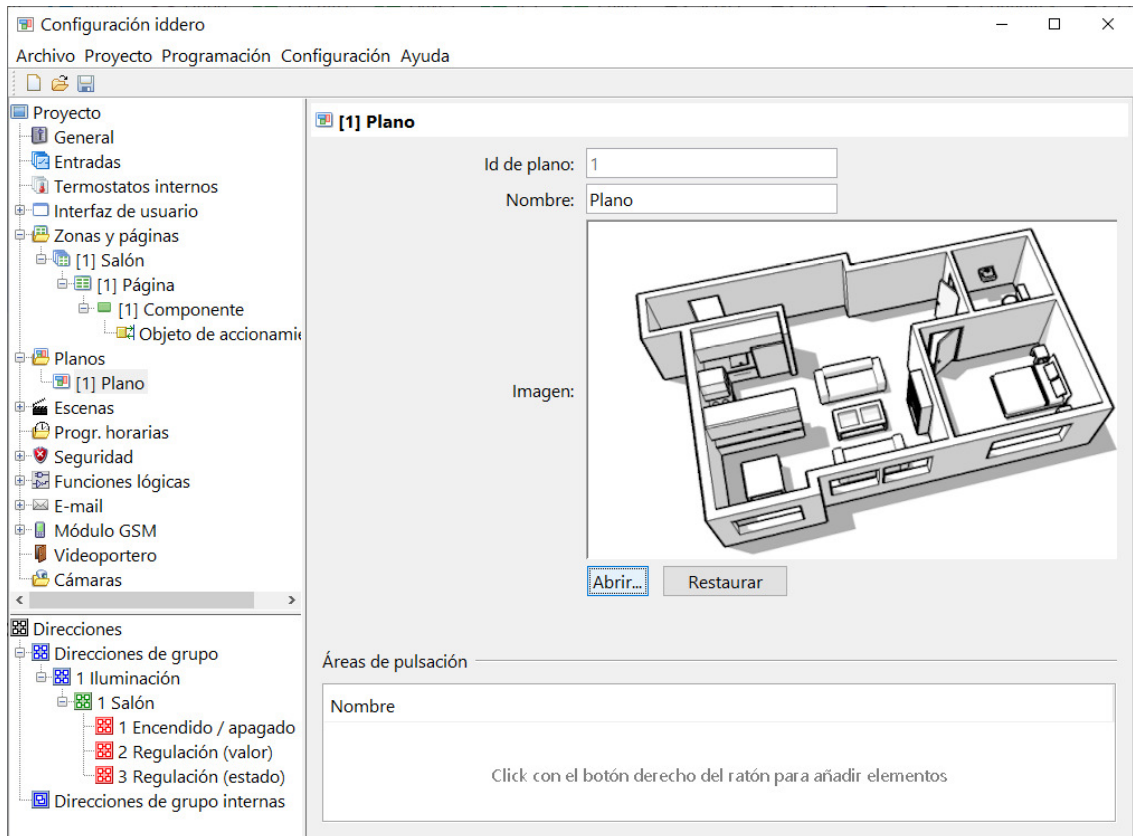 Configuración iddero
Archivo Proyecto Programación Configuración Ayuda
Proyecto
General
Entradas
Termostatos internos
Interfaz de usuario
Zonas y páginas
[1] Salón
[1] Página
[1] Componente
Objeto de accionamie
Planos
[1] Plano
Escenas
Progr. horarias
Seguridad
Funciones lógicas
E-mail
Módulo GSM
Videoportero
Cámaras
Direcciones
Direcciones de grupo
1 Iluminación
1 Salón
1 Encendido / apagado
2 Regulación (valor)
3 Regulación (estado)
Direcciones de grupo internas
[1] Plano
Id de plano: 1
Nombre: Plano
Imagen:
Abrir... Restaurar
Áreas de pulsación
Nombre
Click con el botón derecho del ratón para añadir elementos